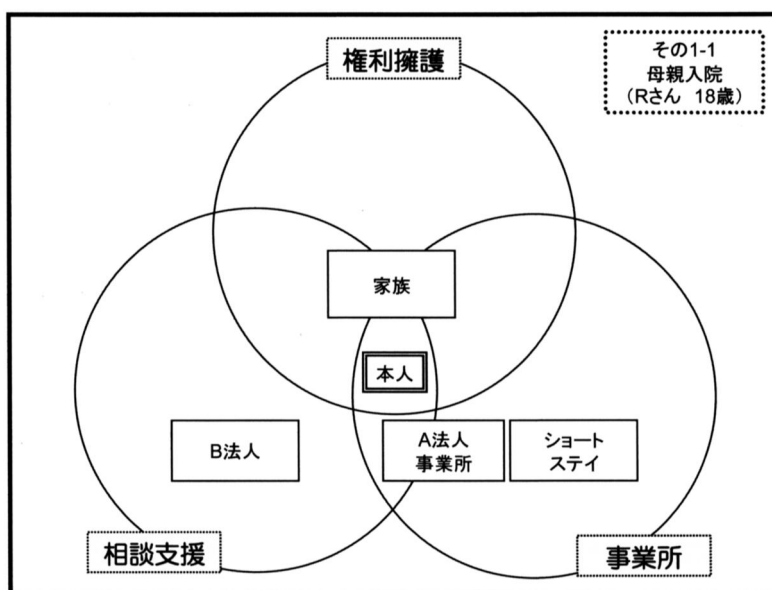 権利擁護
その1-1
母親入院
（Rさん 18歳）
家族
本人
B法人
A法人
事業所
ショート
ステイ
相談支援
事業所